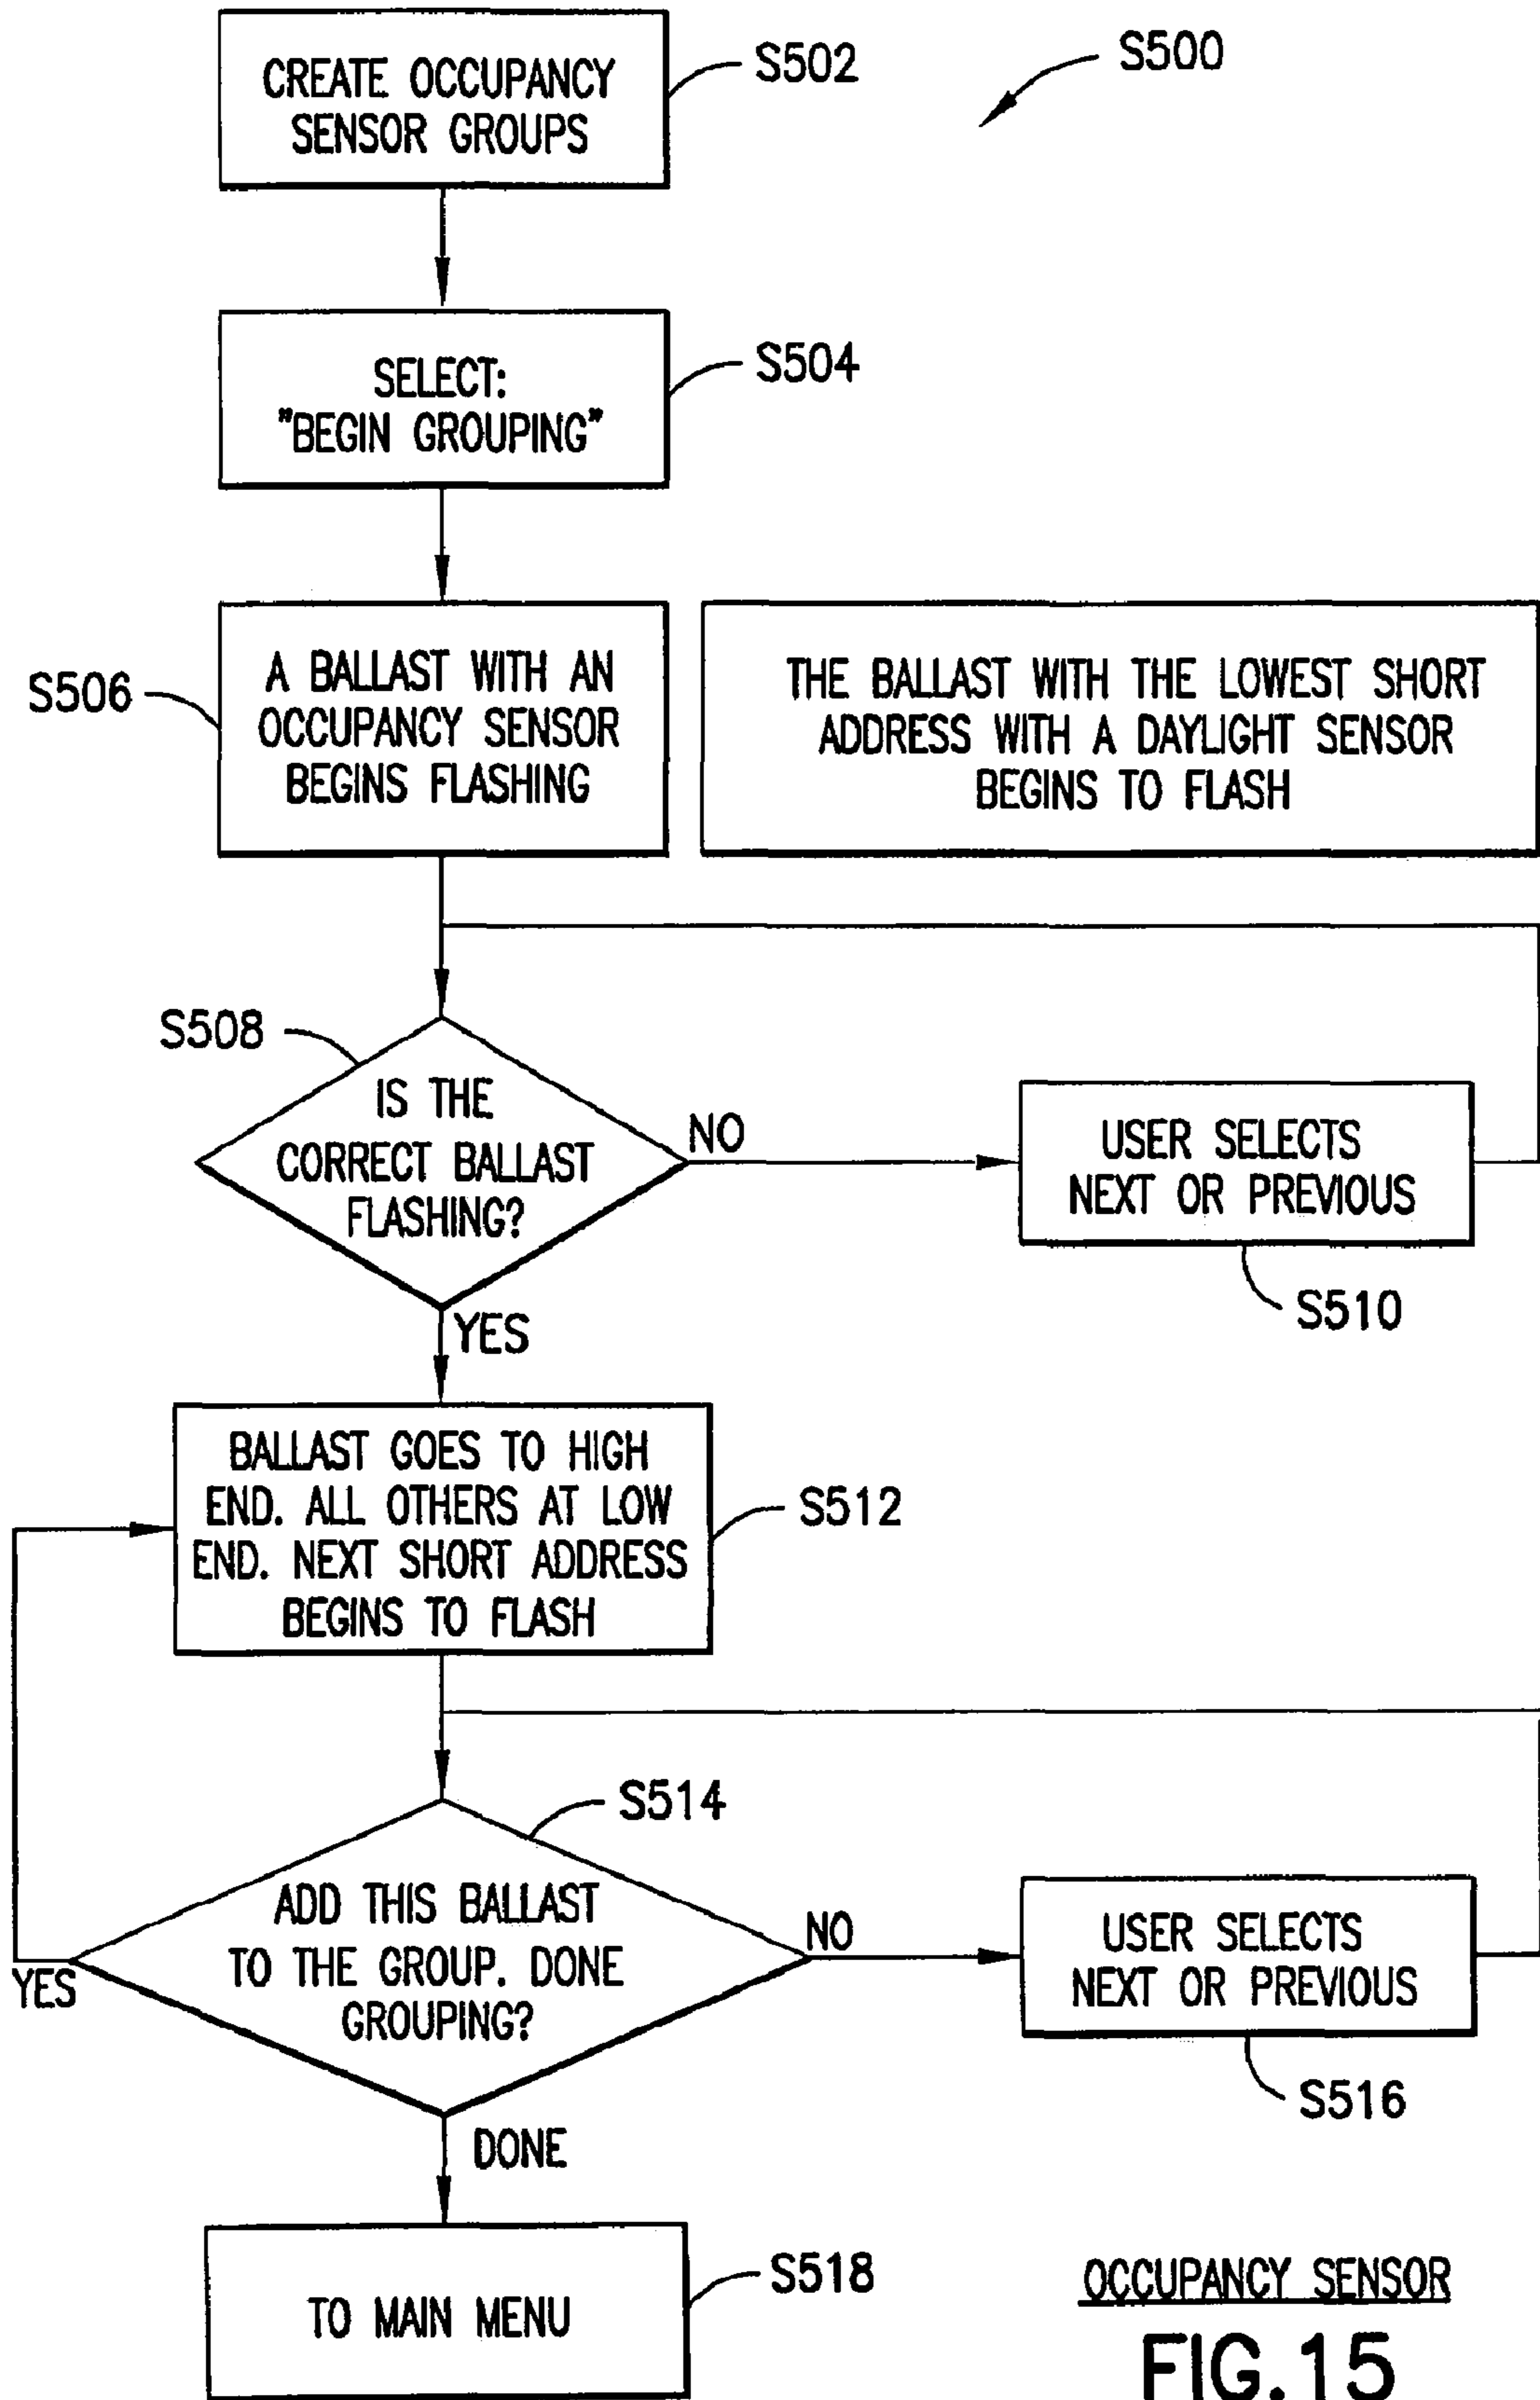 CREATE OCCUPANCY
SENSOR GROUPS
S502
S500
SELECT:
"BEGIN GROUPING"
S504
S506
A BALLAST WITH AN
OCCUPANCY SENSOR
BEGINS FLASHING
THE BALLAST WITH THE LOWEST SHORT
ADDRESS WITH A DAYLIGHT SENSOR
BEGINS TO FLASH
S508
IS THE
CORRECT BALLAST
FLASHING?
NO
USER SELECTS
NEXT OR PREVIOUS
S510
YES
BALLAST GOES TO HIGH
END. ALL OTHERS AT LOW
END. NEXT SHORT ADDRESS
BEGINS TO FLASH
S512
S514
ADD THIS BALLAST
TO THE GROUP. DONE
GROUPING?
YES
NO
USER SELECTS
NEXT OR PREVIOUS
S516
DONE
TO MAIN MENU
S518
OCCUPANCY SENSOR
FIG.15